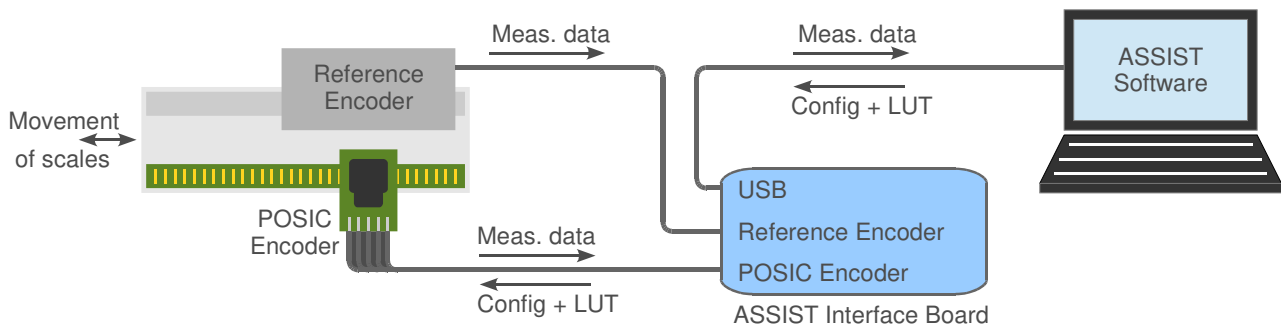 Meas. data
Meas. data
Reference
Encoder
ASSIST
Software
Config + LUT
Movement
of scales
USB
POSIC
Encoder
Reference Encoder
Meas. data
POSIC Encoder
Config + LUT
ASSIST Interface Board